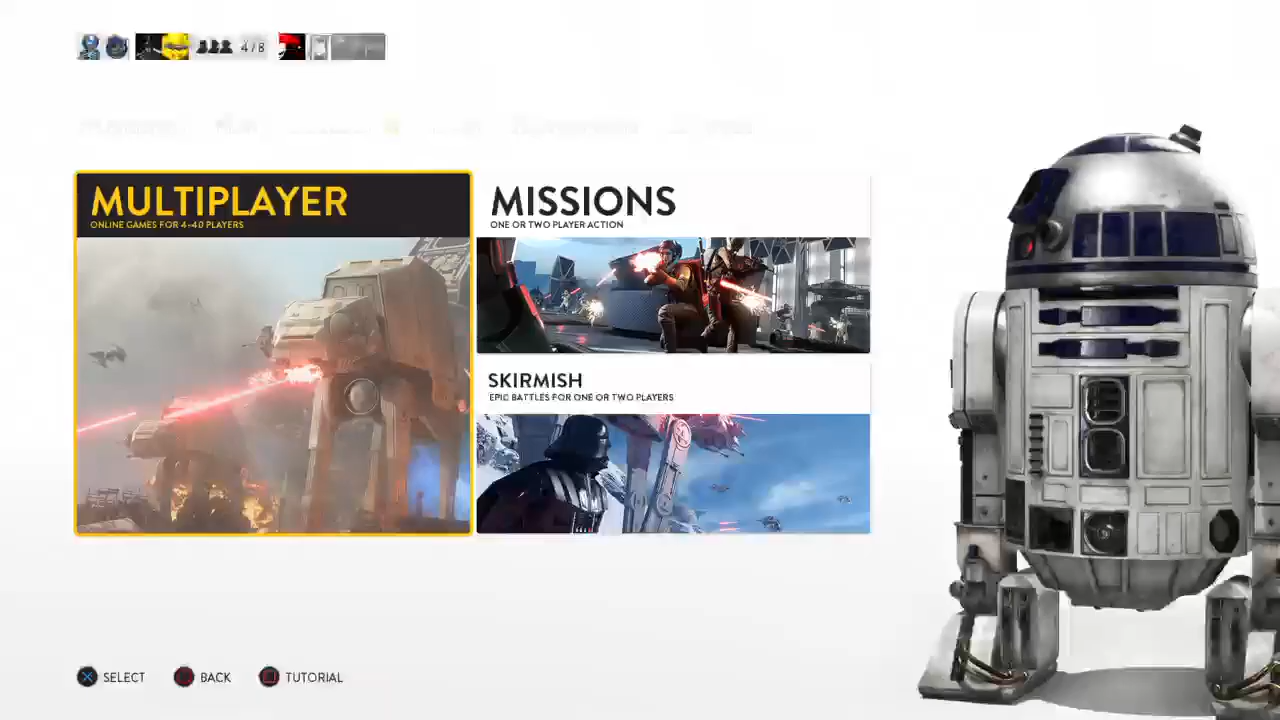 4/8
MULTIPLAYER
ONLINE GAMES FOR 4-40 PLAYERS
MISSIONS
ONE OR TWO PLAYER ACTION
SKIRMISH
EPIC BATTLES FOR ONE OR TWO PLAYERS
SELECT BACK TUTORIAL